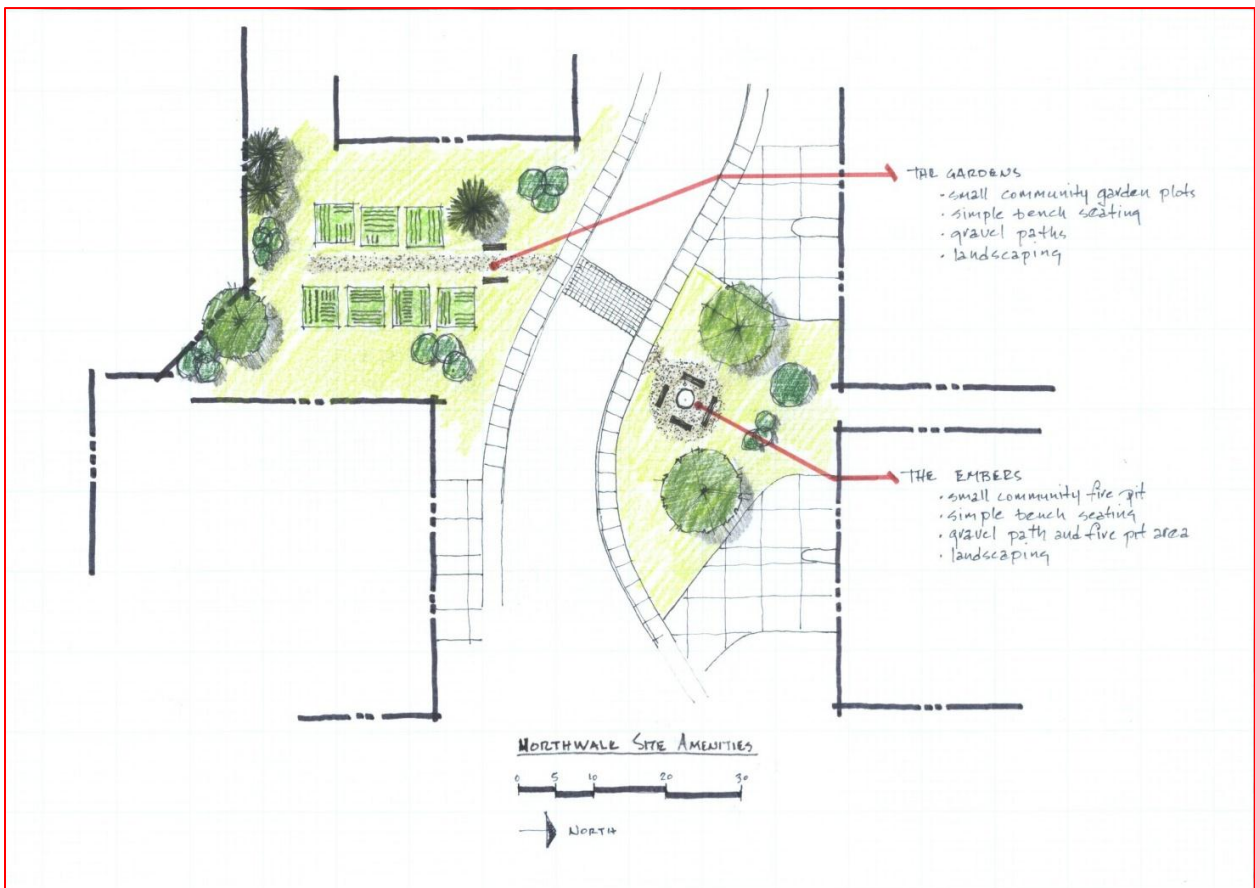 THE GARDENS
· small community garden plots
· simple bench seating
· gravel paths
· landscaping
THE EMBERS
· small community fire pit
· simple bench seating
· gravel path and fire pit area
· landscaping
NORTHWALK SITE AMENITIES
0 5 10 20 30
NORTH